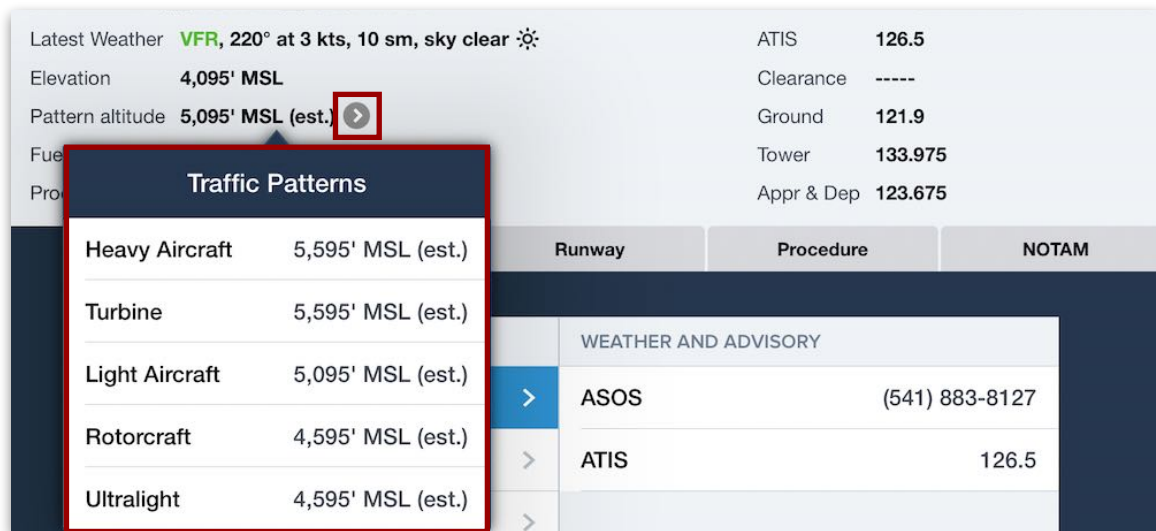 Latest Weather VFR, 220° at 3 kts, 10 sm, sky clear
Elevation 4,095' MSL
Pattern altitude 5,095' MSL (est.)
Fue
Pro
ATIS 126.5
Clearance -----
Ground 121.9
Tower 133.975
Appr & Dep 123.675
Traffic Patterns
Heavy Aircraft 5,595' MSL (est.)
Turbine 5,595' MSL (est.)
Light Aircraft 5,095' MSL (est.)
Rotorcraft 4,595' MSL (est.)
Ultralight 4,595' MSL (est.)
Runway Procedure NOTAM
WEATHER AND ADVISORY
ASOS (541) 883-8127
ATIS 126.5